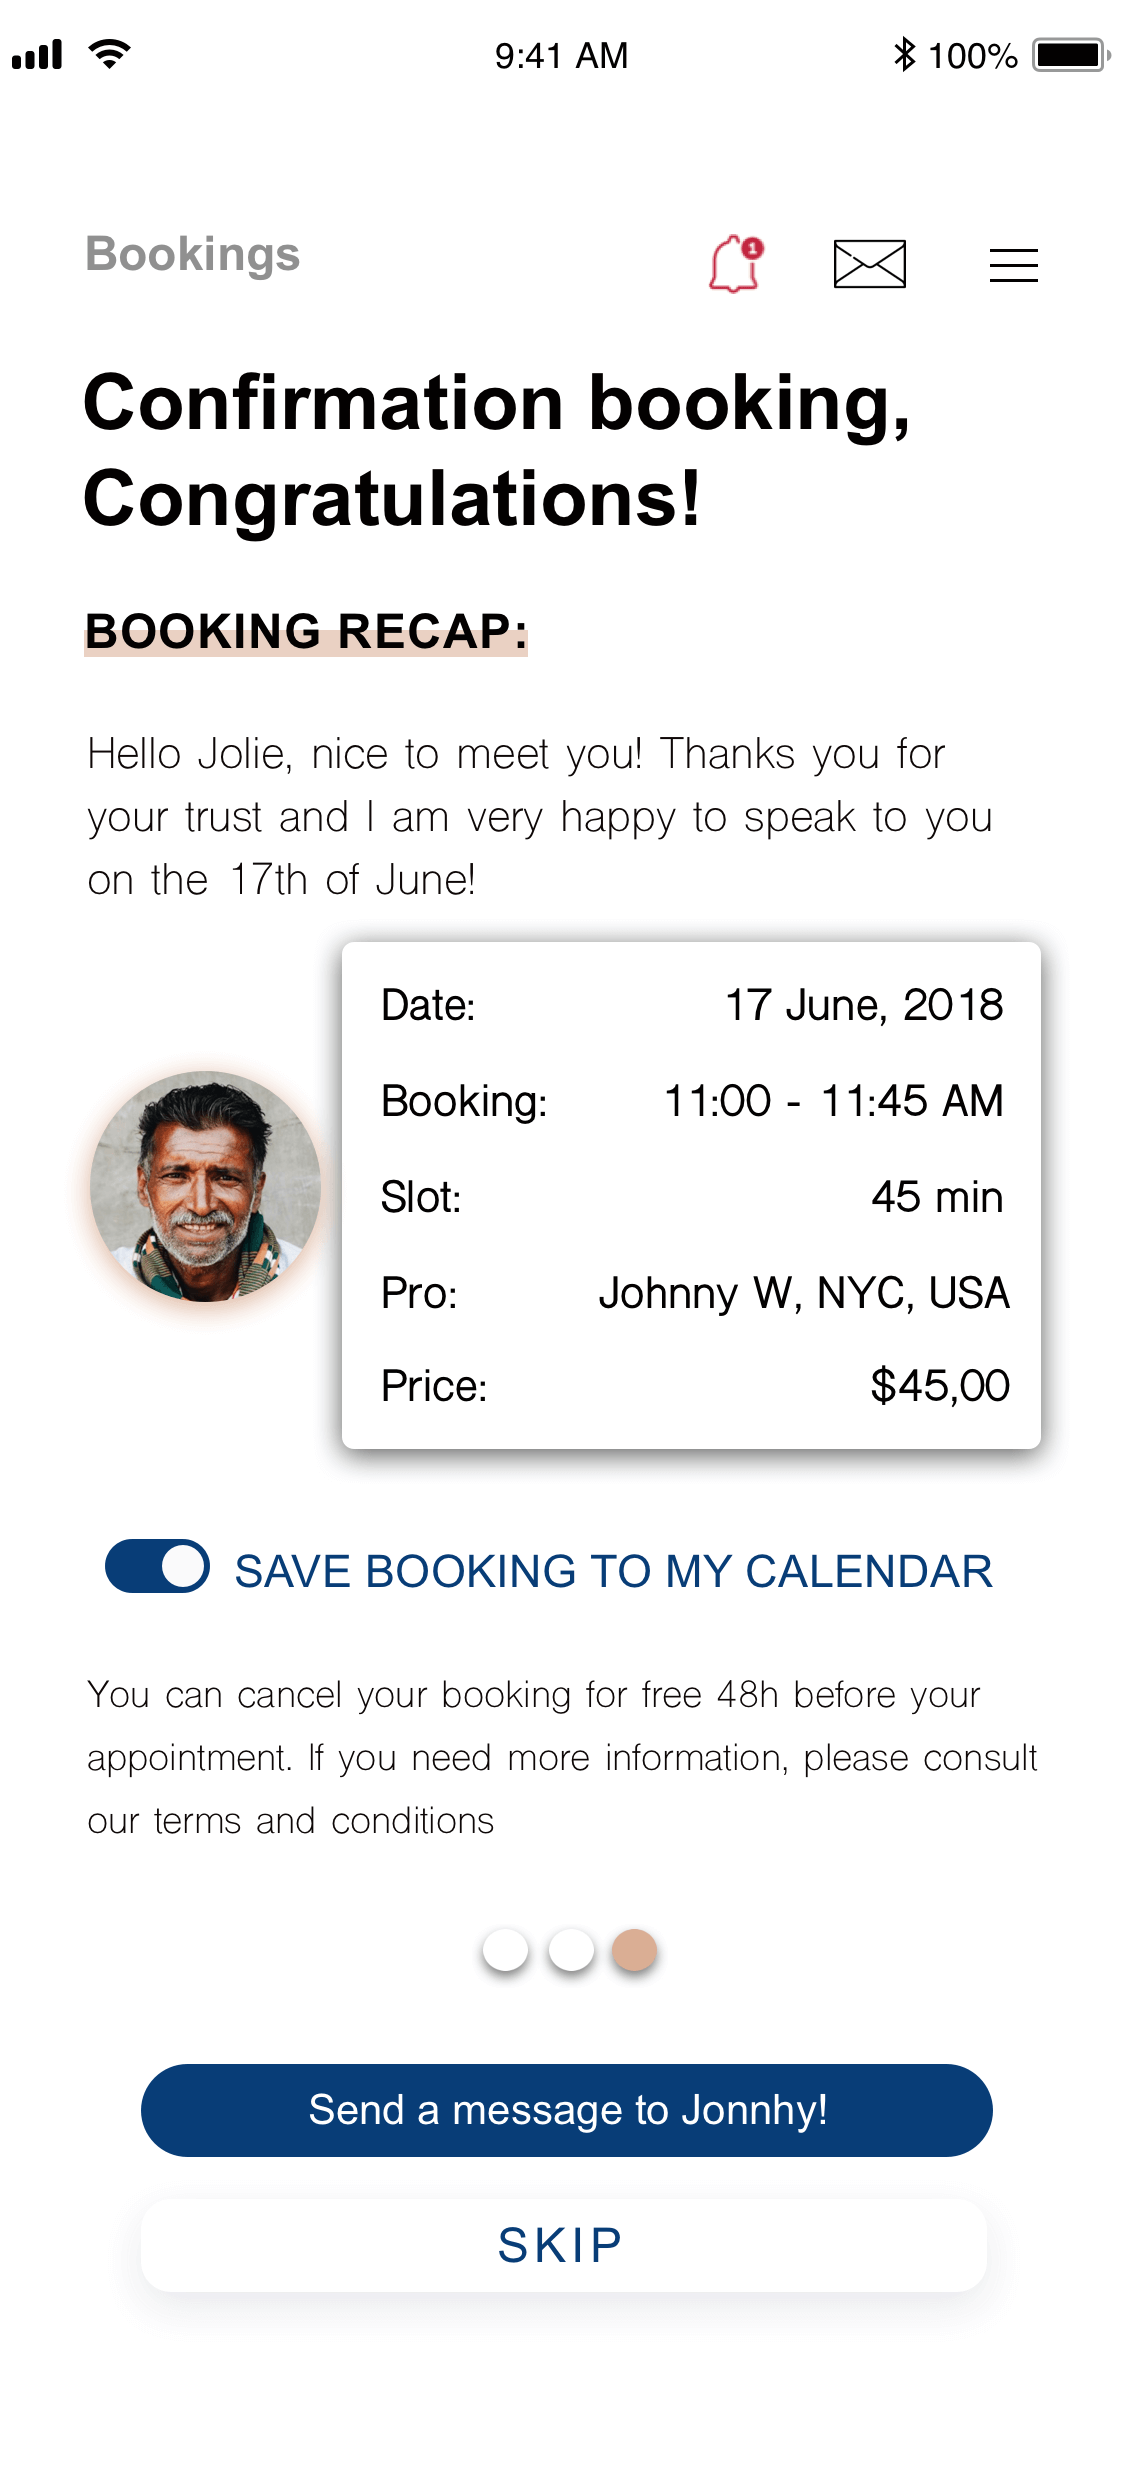 9:41 AM
100%
Bookings
1
Confirmation booking,
Congratulations!
BOOKING RECAP:
Hello Jolie, nice to meet you! Thanks you for
your trust and I am very happy to speak to you
on the 17th of June!
Date: 17 June, 2018
Booking: 11:00 - 11:45 AM
Slot: 45 min
Pro: Johnny W, NYC, USA
Price: $45,00
SAVE BOOKING TO MY CALENDAR
You can cancel your booking for free 48h before your
appointment. If you need more information, please consult
our terms and conditions
Send a message to Jonnhy!
SKIP